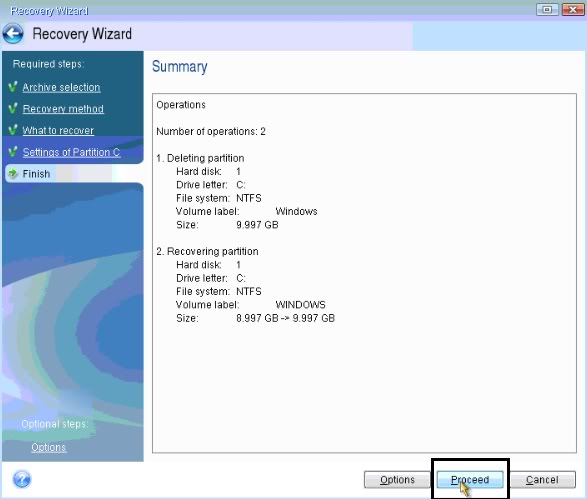 Recovery Wizard
Recovery Wizard
Required steps:
Archive selection
Recovery method
What to recover
Settings of Partition C
Finish
Optional steps:
Options
Summary
Operations
Number of operations: 2
1. Deleting partition
Hard disk: 1
Drive letter: C:
File system: NTFS
Volume label: Windows
Size: 9.997 GB
2. Recovering partition
Hard disk: 1
Drive letter: C:
File system: NTFS
Volume label: WINDOWS
Size: 8.997 GB -> 9.997 GB
Options Proceed Cancel